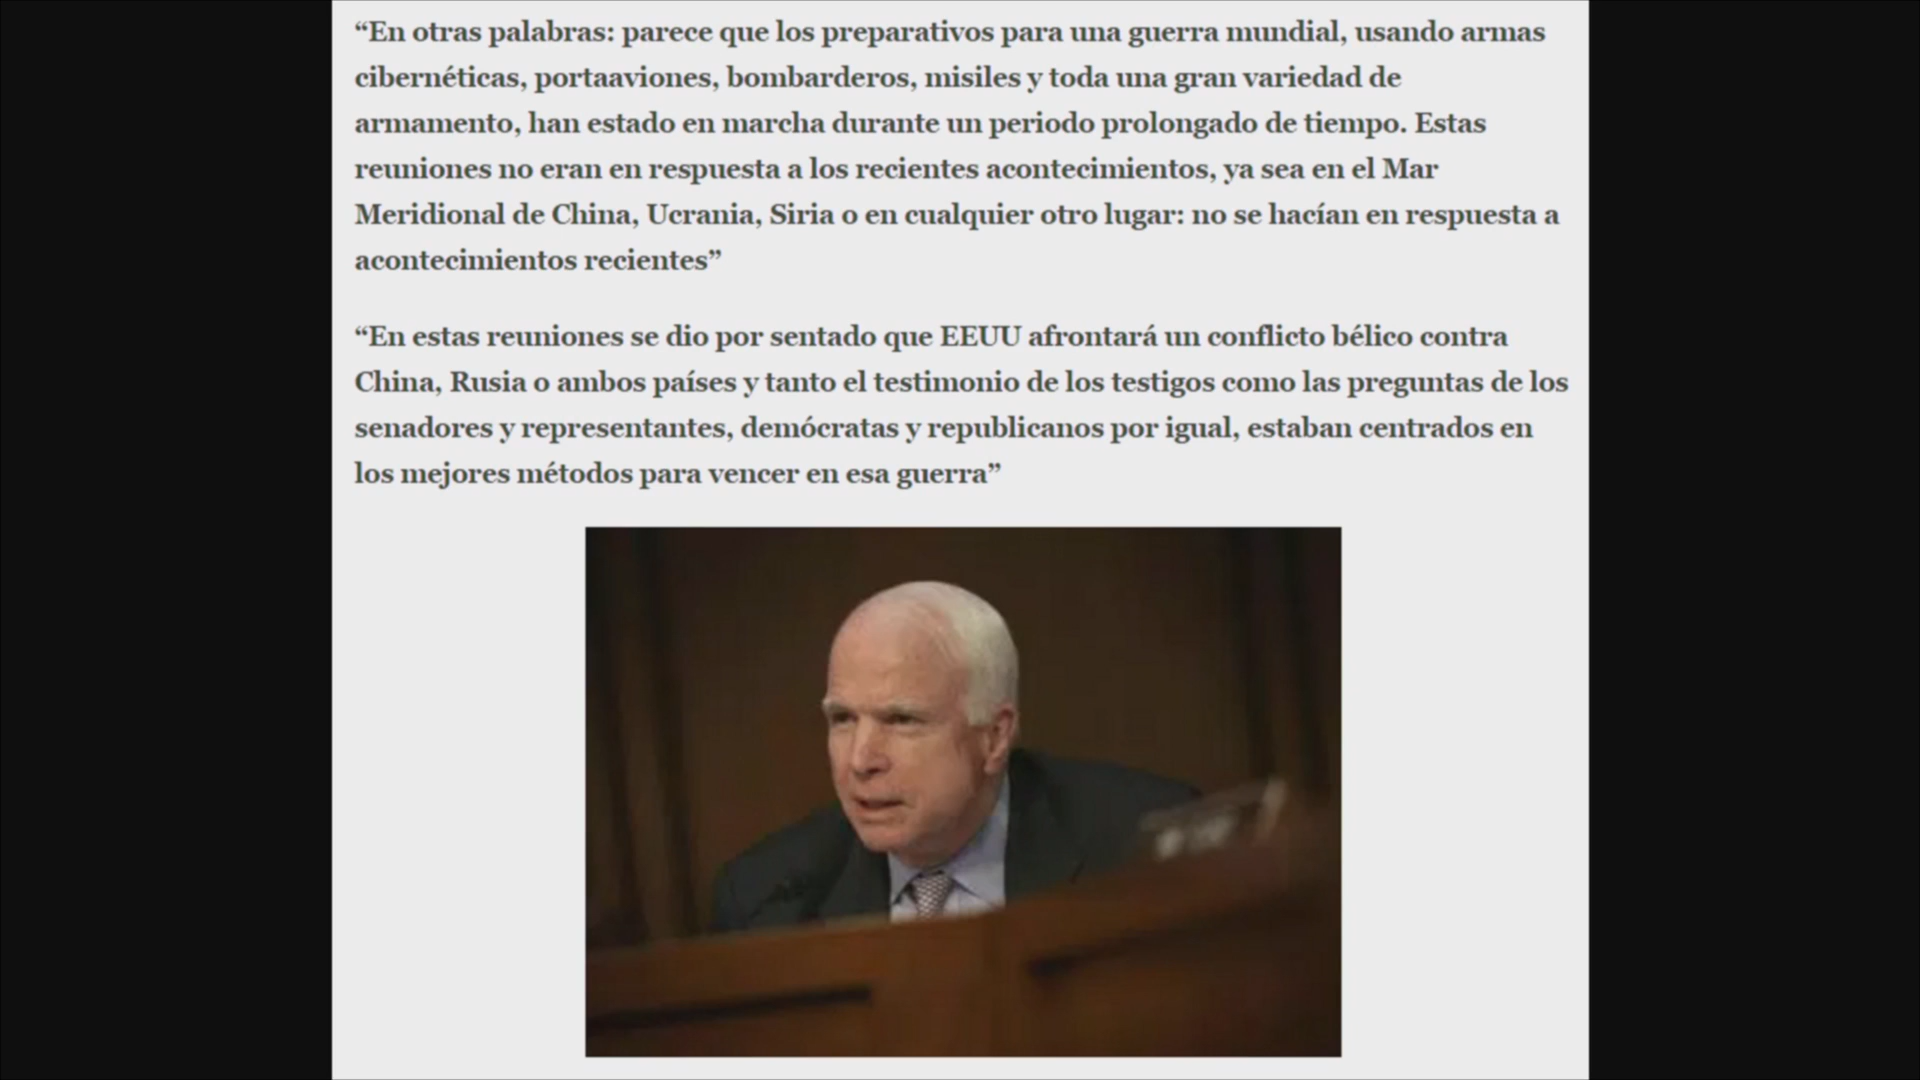 “En otras palabras: parece que los preparativos para una guerra mundial, usando armas
cibernéticas, portaaviones, bombarderos, misiles y toda una gran variedad de
armamento, han estado en marcha durante un periodo prolongado de tiempo. Estas
reuniones no eran en respuesta a los recientes acontecimientos, ya sea en el Mar
Meridional de China, Ucrania, Siria o en cualquier otro lugar: no se hacían en respuesta a
acontecimientos recientes”
“En estas reuniones se dio por sentado que EEUU afrontará un conflicto bélico contra
China, Rusia o ambos países y tanto el testimonio de los testigos como las preguntas de los
senadores y representantes, demócratas y republicanos por igual, estaban centrados en
los mejores métodos para vencer en esa guerra”